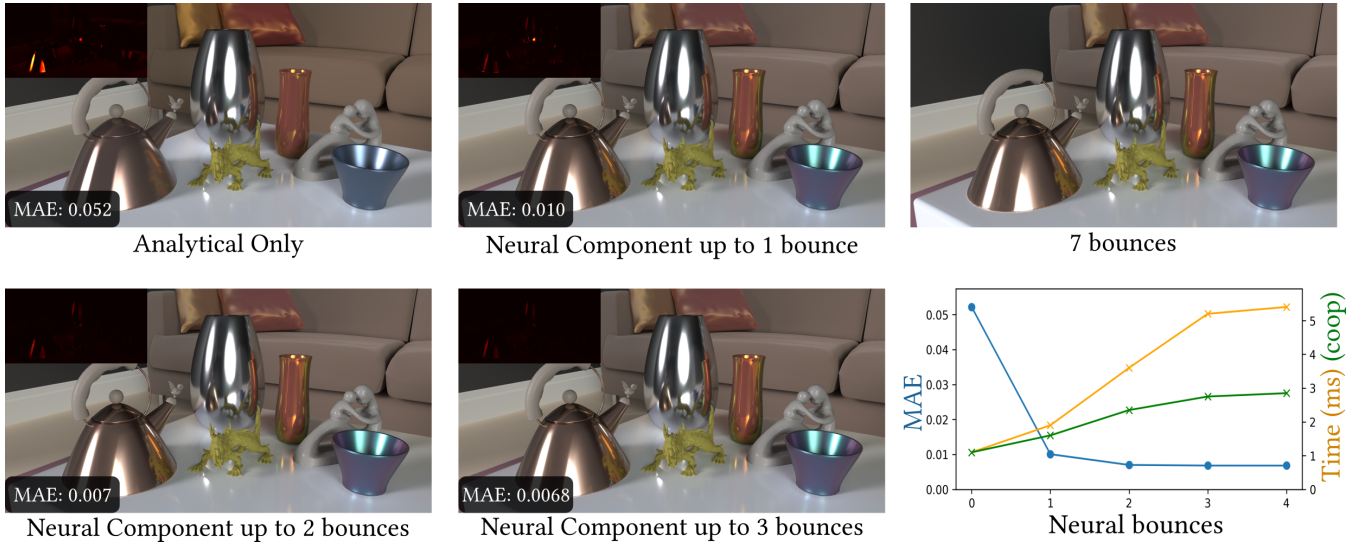 MAE: 0.052
Analytical Only
MAE: 0.010
Neural Component up to 1 bounce
7 bounces
MAE: 0.007
Neural Component up to 2 bounces
MAE: 0.0068
Neural Component up to 3 bounces
MAE
0.05
0.04
0.03
0.02
0.01
0.00
0 1 2 3 4
Neural bounces
5
4
3
2
1
0
Time (ms) (coop)